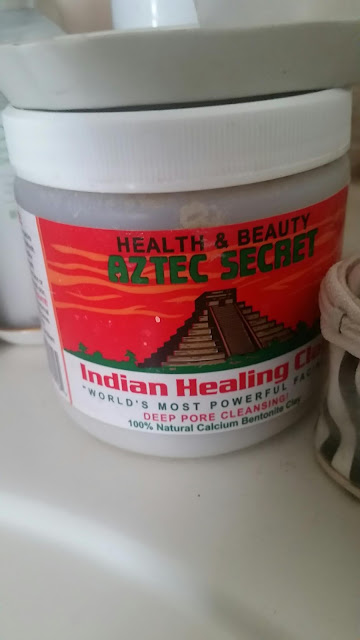 HEALTH & BEAUTY
AZTEC SECRET
Indian Healing
"WORLD'S MOST POWERFUL
DEEP PORE CLEANSING!
100% Natural Calcium Bentonite Clay